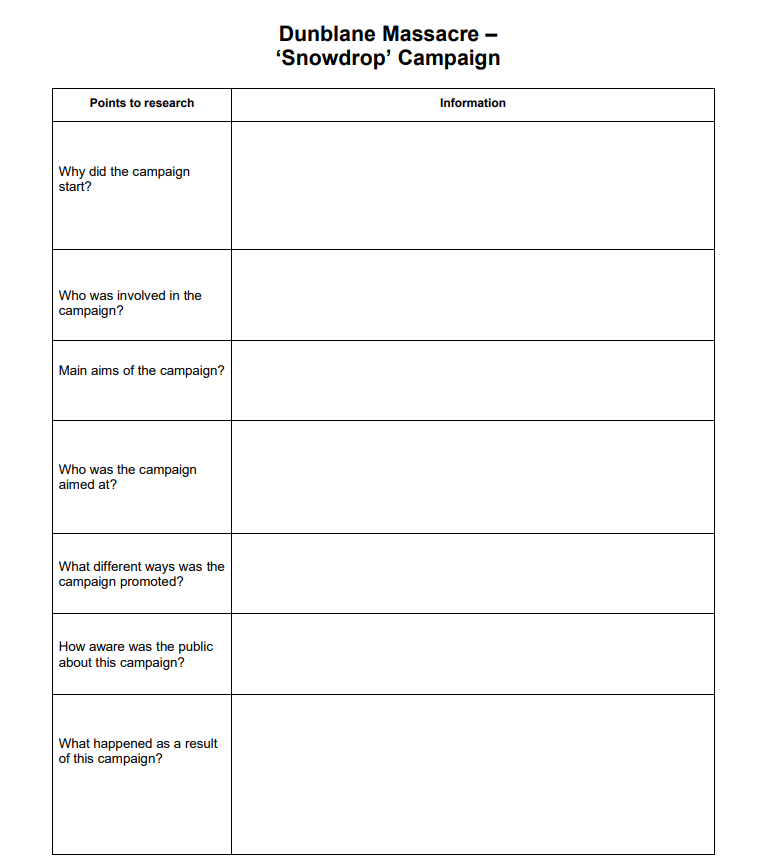 Dunblane Massacre –
‘Snowdrop’ Campaign
Points to research
Information
Why did the campaign
start?
Who was involved in the
campaign?
Main aims of the campaign?
Who was the campaign
aimed at?
What different ways was the
campaign promoted?
How aware was the public
about this campaign?
What happened as a result
of this campaign?